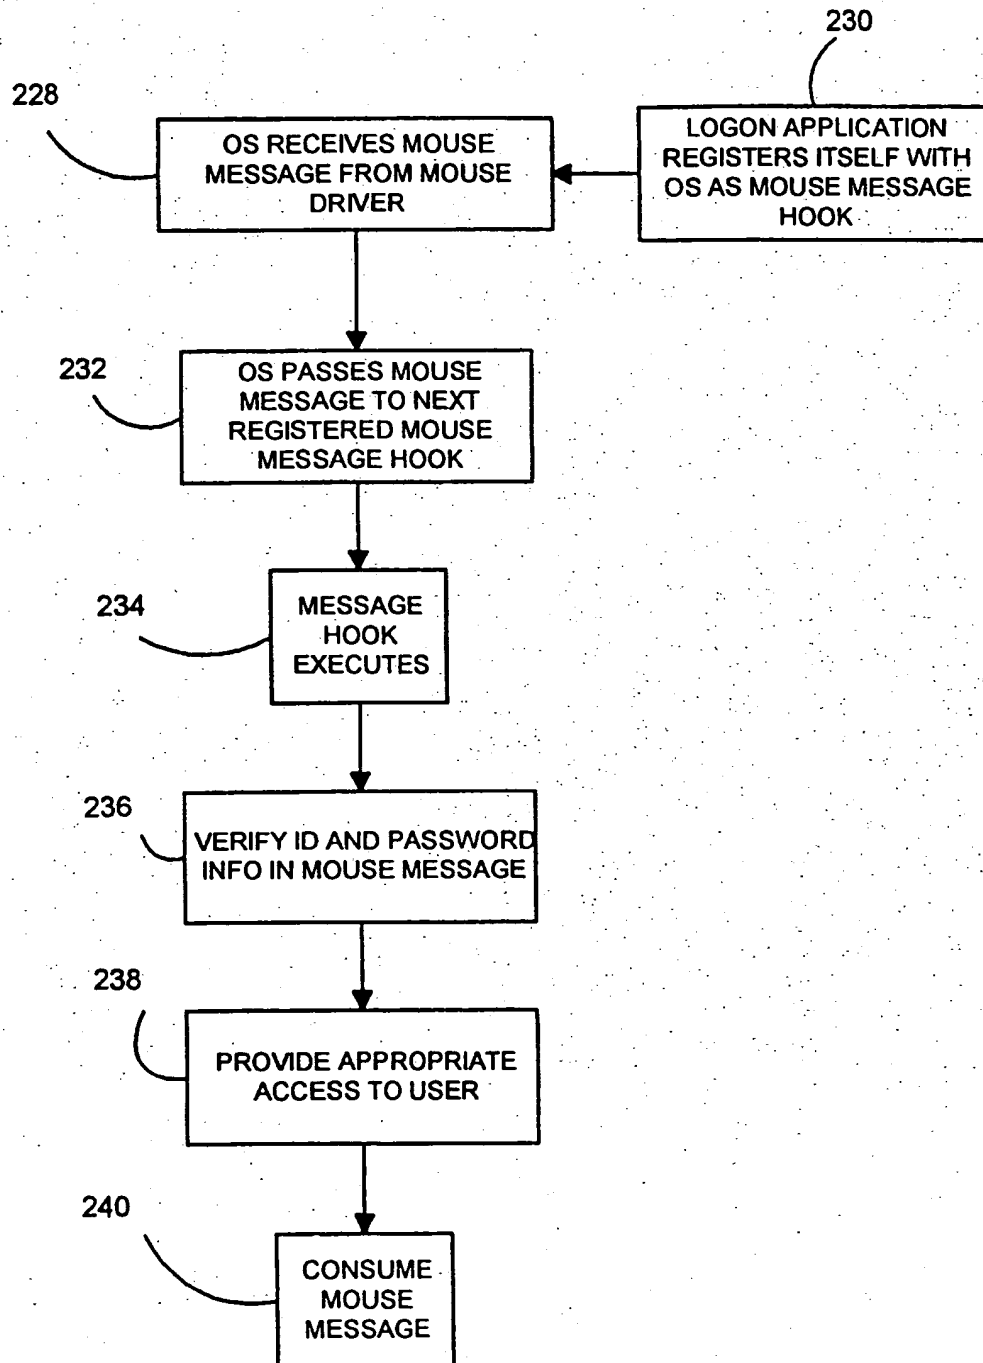 230
LOGON APPLICATION
REGISTERS ITSELF WITH
OS AS MOUSE MESSAGE
HOOK
228
OS RECEIVES MOUSE
MESSAGE FROM MOUSE
DRIVER
232
OS PASSES MOUSE
MESSAGE TO NEXT
REGISTERED MOUSE
MESSAGE HOOK
234
MESSAGE
HOOK
EXECUTES
236
VERIFY ID AND PASSWORD
INFO IN MOUSE MESSAGE
238
PROVIDE APPROPRIATE
ACCESS TO USER
240
CONSUME
MOUSE
MESSAGE